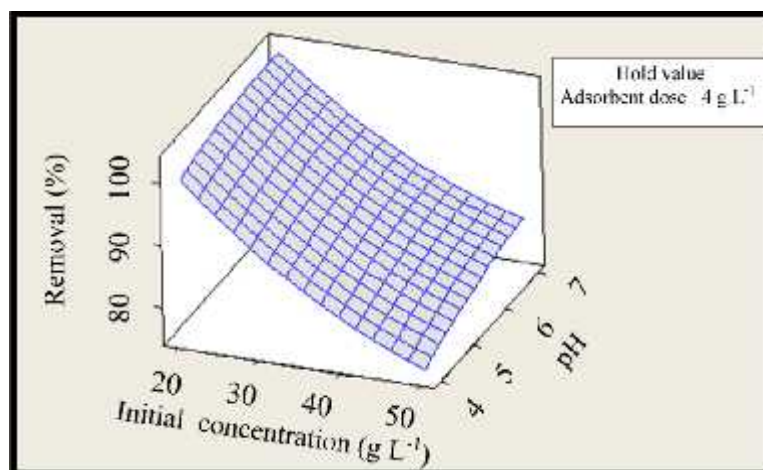 Hold value
Adsorbent dose 4 g L⁻¹
Removal (%)
100
90
80
20
30
40
50
Initial concentration (g L⁻¹)
4
5
6
7
pH